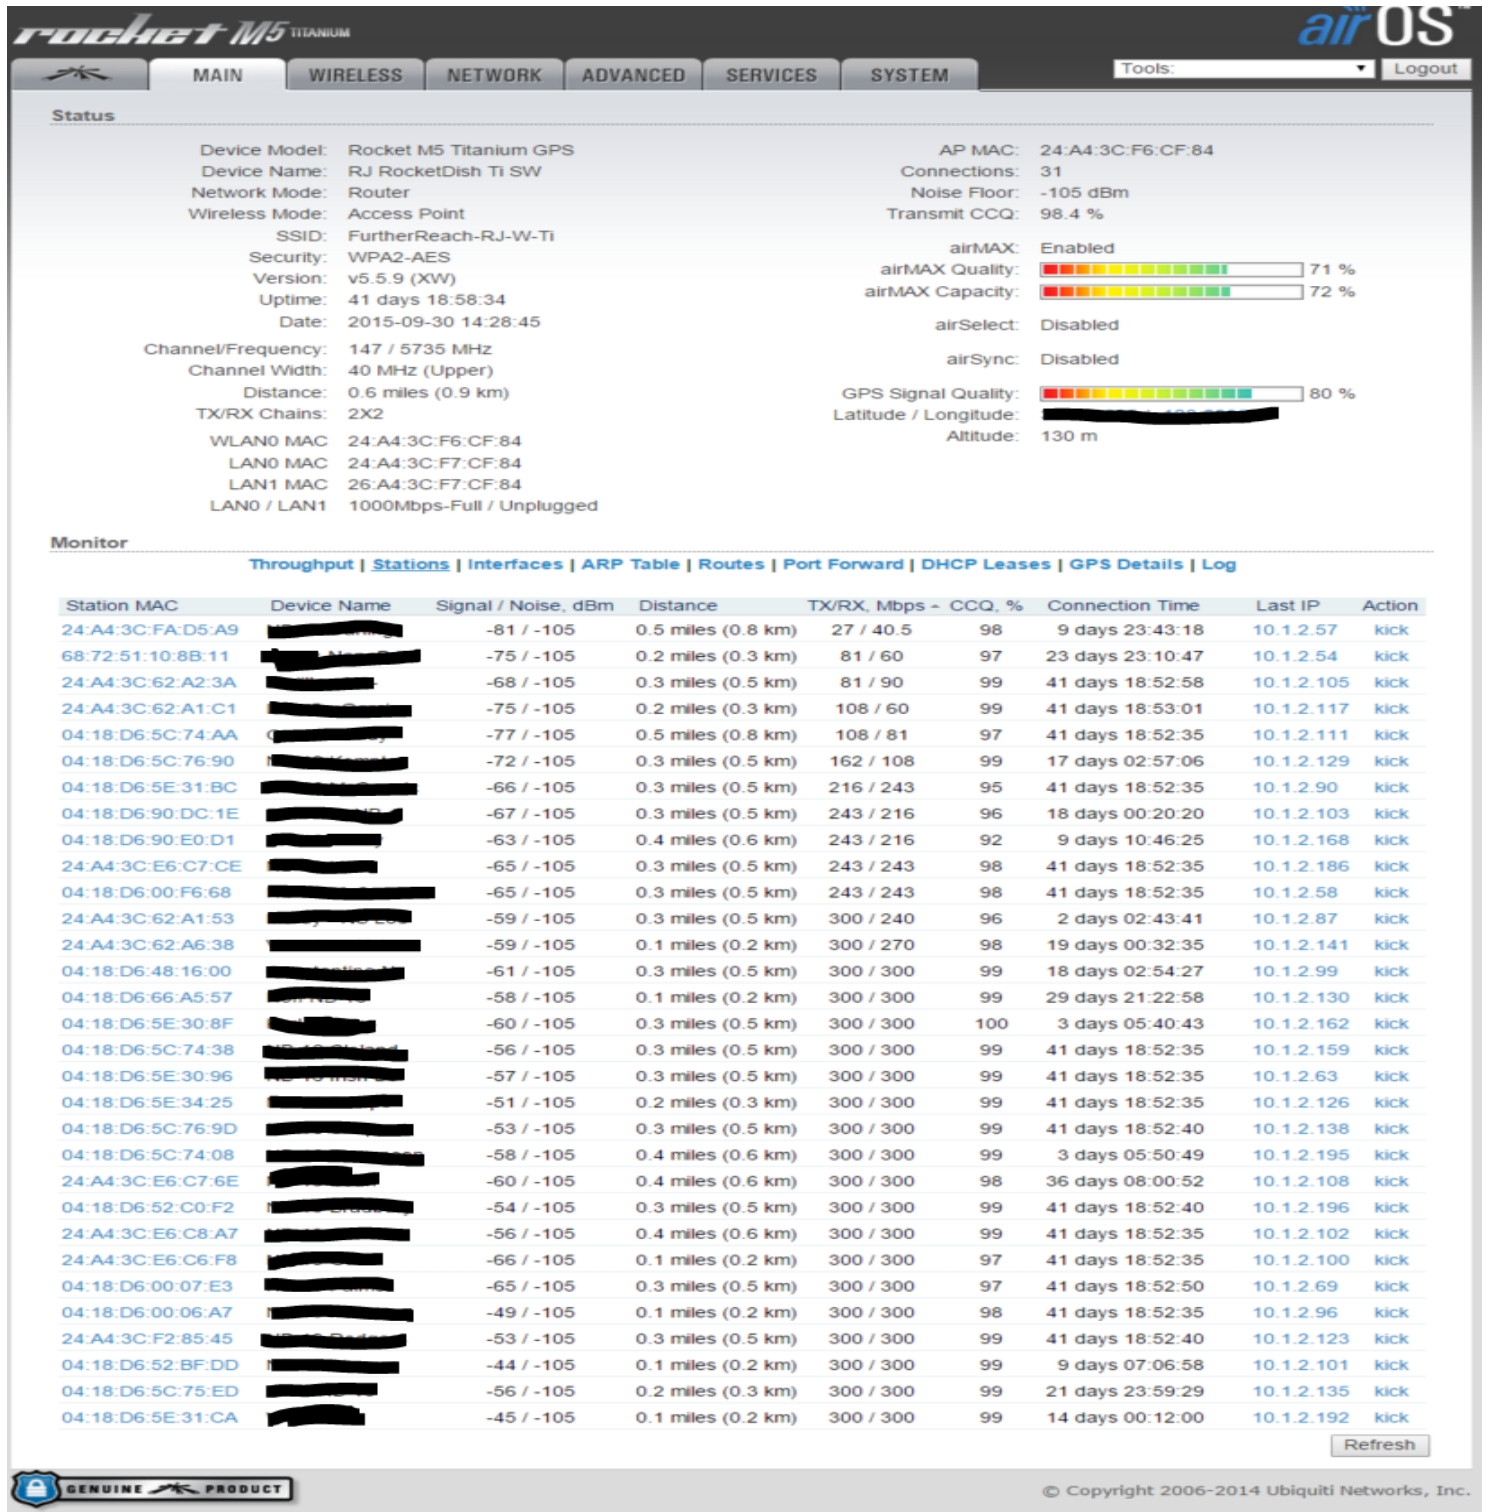 rocket M5 TITANIUM
airOS™
MAIN WIRELESS NETWORK ADVANCED SERVICES SYSTEM Tools: Logout
Status
Device Model: Rocket M5 Titanium GPS
Device Name: RJ RocketDish Ti SW
Network Mode: Router
Wireless Mode: Access Point
SSID: FurtherReach-RJ-W-Ti
Security: WPA2-AES
Version: v5.5.9 (XW)
Uptime: 41 days 18:58:34
Date: 2015-09-30 14:28:45
Channel/Frequency: 147 / 5735 MHz
Channel Width: 40 MHz (Upper)
Distance: 0.6 miles (0.9 km)
TX/RX Chains: 2X2
WLAN0 MAC 24:A4:3C:F6:CF:84
LAN0 MAC 24:A4:3C:F7:CF:84
LAN1 MAC 26:A4:3C:F7:CF:84
LAN0 / LAN1 1000Mbps-Full / Unplugged
AP MAC: 24:A4:3C:F6:CF:84
Connections: 31
Noise Floor: -105 dBm
Transmit CCQ: 98.4 %
airMAX: Enabled
airMAX Quality: 71 %
airMAX Capacity: 72 %
airSelect: Disabled
airSync: Disabled
GPS Signal Quality: 80 %
Latitude / Longitude:
Altitude: 130 m
Monitor
Throughput | Stations | Interfaces | ARP Table | Routes | Port Forward | DHCP Leases | GPS Details | Log
Station MAC Device Name Signal / Noise, dBm Distance TX/RX, Mbps CCQ, % Connection Time Last IP Action
24:A4:3C:FA:D5:A9 -81 / -105 0.5 miles (0.8 km) 27 / 40.5 98 9 days 23:43:18 10.1.2.57 kick
68:72:51:10:8B:11 -75 / -105 0.2 miles (0.3 km) 81 / 60 97 23 days 23:10:47 10.1.2.54 kick
24:A4:3C:62:A2:3A -68 / -105 0.3 miles (0.5 km) 81 / 90 99 41 days 18:52:58 10.1.2.105 kick
24:A4:3C:62:A1:C1 -75 / -105 0.2 miles (0.3 km) 108 / 60 99 41 days 18:53:01 10.1.2.117 kick
04:18:D6:5C:74:AA -77 / -105 0.5 miles (0.8 km) 108 / 81 97 41 days 18:52:35 10.1.2.111 kick
04:18:D6:5C:76:90 -72 / -105 0.3 miles (0.5 km) 162 / 108 99 17 days 02:57:06 10.1.2.129 kick
04:18:D6:5E:31:BC -66 / -105 0.3 miles (0.5 km) 216 / 243 95 41 days 18:52:35 10.1.2.90 kick
04:18:D6:90:DC:1E -67 / -105 0.3 miles (0.5 km) 243 / 216 96 18 days 00:20:20 10.1.2.103 kick
04:18:D6:90:E0:D1 -63 / -105 0.4 miles (0.6 km) 243 / 216 92 9 days 10:46:25 10.1.2.168 kick
24:A4:3C:E6:C7:CE -65 / -105 0.3 miles (0.5 km) 243 / 243 98 41 days 18:52:35 10.1.2.186 kick
04:18:D6:00:F6:68 -65 / -105 0.3 miles (0.5 km) 243 / 243 98 41 days 18:52:35 10.1.2.58 kick
24:A4:3C:62:A1:53 -59 / -105 0.3 miles (0.5 km) 300 / 240 96 2 days 02:43:41 10.1.2.87 kick
24:A4:3C:62:A6:38 -59 / -105 0.1 miles (0.2 km) 300 / 270 98 19 days 00:32:35 10.1.2.141 kick
04:18:D6:48:16:00 -61 / -105 0.3 miles (0.5 km) 300 / 300 99 18 days 02:54:27 10.1.2.99 kick
04:18:D6:66:A5:57 -58 / -105 0.1 miles (0.2 km) 300 / 300 99 29 days 21:22:58 10.1.2.130 kick
04:18:D6:5E:30:8F -60 / -105 0.3 miles (0.5 km) 300 / 300 100 3 days 05:40:43 10.1.2.162 kick
04:18:D6:5C:74:38 -56 / -105 0.3 miles (0.5 km) 300 / 300 99 41 days 18:52:35 10.1.2.159 kick
04:18:D6:5E:30:96 -57 / -105 0.3 miles (0.5 km) 300 / 300 99 41 days 18:52:35 10.1.2.63 kick
04:18:D6:5E:34:25 -51 / -105 0.2 miles (0.3 km) 300 / 300 99 41 days 18:52:35 10.1.2.126 kick
04:18:D6:5C:76:9D -53 / -105 0.3 miles (0.5 km) 300 / 300 99 41 days 18:52:40 10.1.2.138 kick
04:18:D6:5C:74:08 -58 / -105 0.4 miles (0.6 km) 300 / 300 99 3 days 05:50:49 10.1.2.195 kick
24:A4:3C:E6:C7:6E -60 / -105 0.4 miles (0.6 km) 300 / 300 98 36 days 08:00:52 10.1.2.108 kick
04:18:D6:52:C0:F2 -54 / -105 0.3 miles (0.5 km) 300 / 300 99 41 days 18:52:40 10.1.2.196 kick
24:A4:3C:E6:C8:A7 -56 / -105 0.4 miles (0.6 km) 300 / 300 99 41 days 18:52:35 10.1.2.102 kick
24:A4:3C:E6:C6:F8 -66 / -105 0.1 miles (0.2 km) 300 / 300 97 41 days 18:52:35 10.1.2.100 kick
04:18:D6:00:07:E3 -65 / -105 0.3 miles (0.5 km) 300 / 300 97 41 days 18:52:50 10.1.2.69 kick
04:18:D6:00:06:A7 -49 / -105 0.1 miles (0.2 km) 300 / 300 98 41 days 18:52:35 10.1.2.96 kick
24:A4:3C:F2:85:45 -53 / -105 0.3 miles (0.5 km) 300 / 300 99 41 days 18:52:40 10.1.2.123 kick
04:18:D6:52:BF:DD -44 / -105 0.1 miles (0.2 km) 300 / 300 99 9 days 07:06:58 10.1.2.101 kick
04:18:D6:5C:75:ED -56 / -105 0.2 miles (0.3 km) 300 / 300 99 21 days 23:59:29 10.1.2.135 kick
04:18:D6:5E:31:CA -45 / -105 0.1 miles (0.2 km) 300 / 300 99 14 days 00:12:00 10.1.2.192 kick
Refresh
GENUINE PRODUCT
© Copyright 2006-2014 Ubiquiti Networks, Inc.